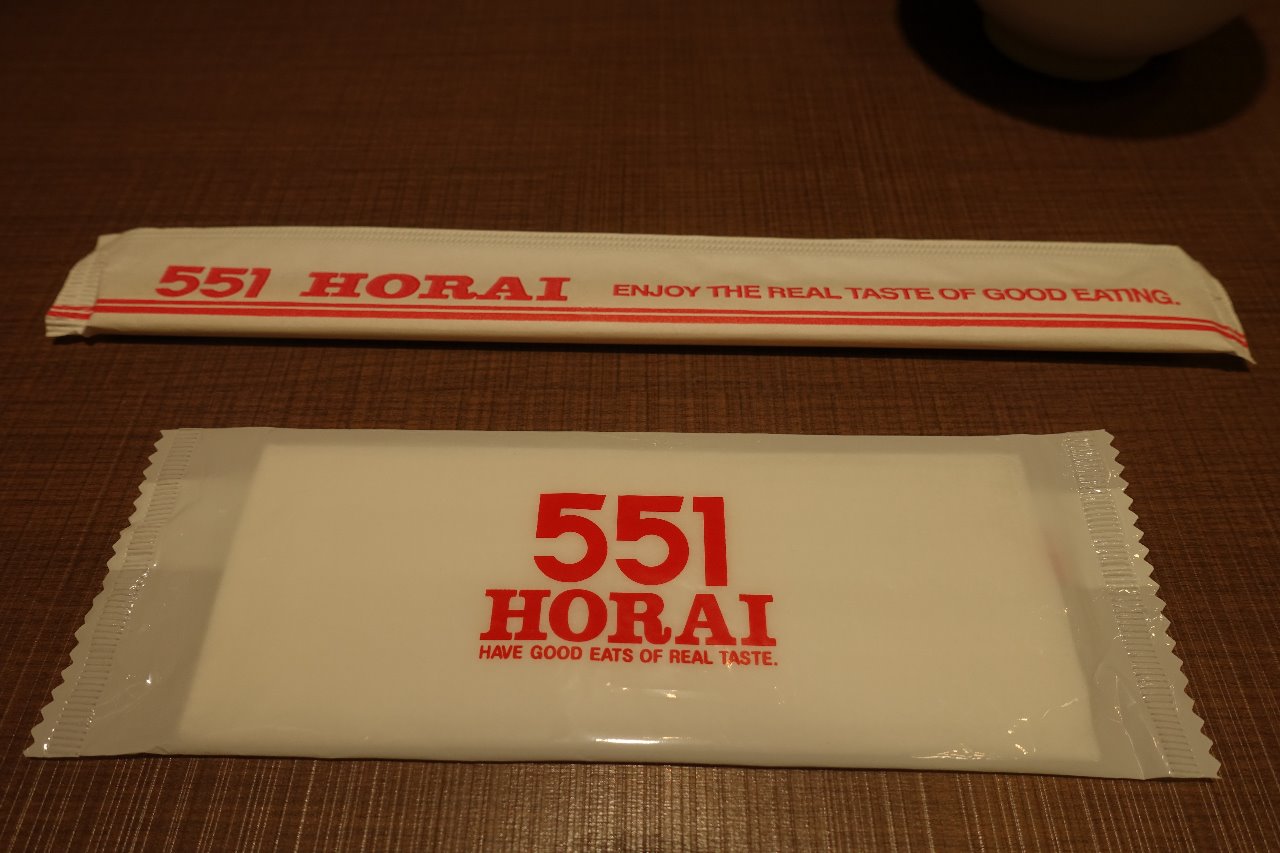 551 HORAI ENJOY THE REAL TASTE OF GOOD EATING.
551
HORAI
HAVE GOOD EATS OF REAL TASTE.